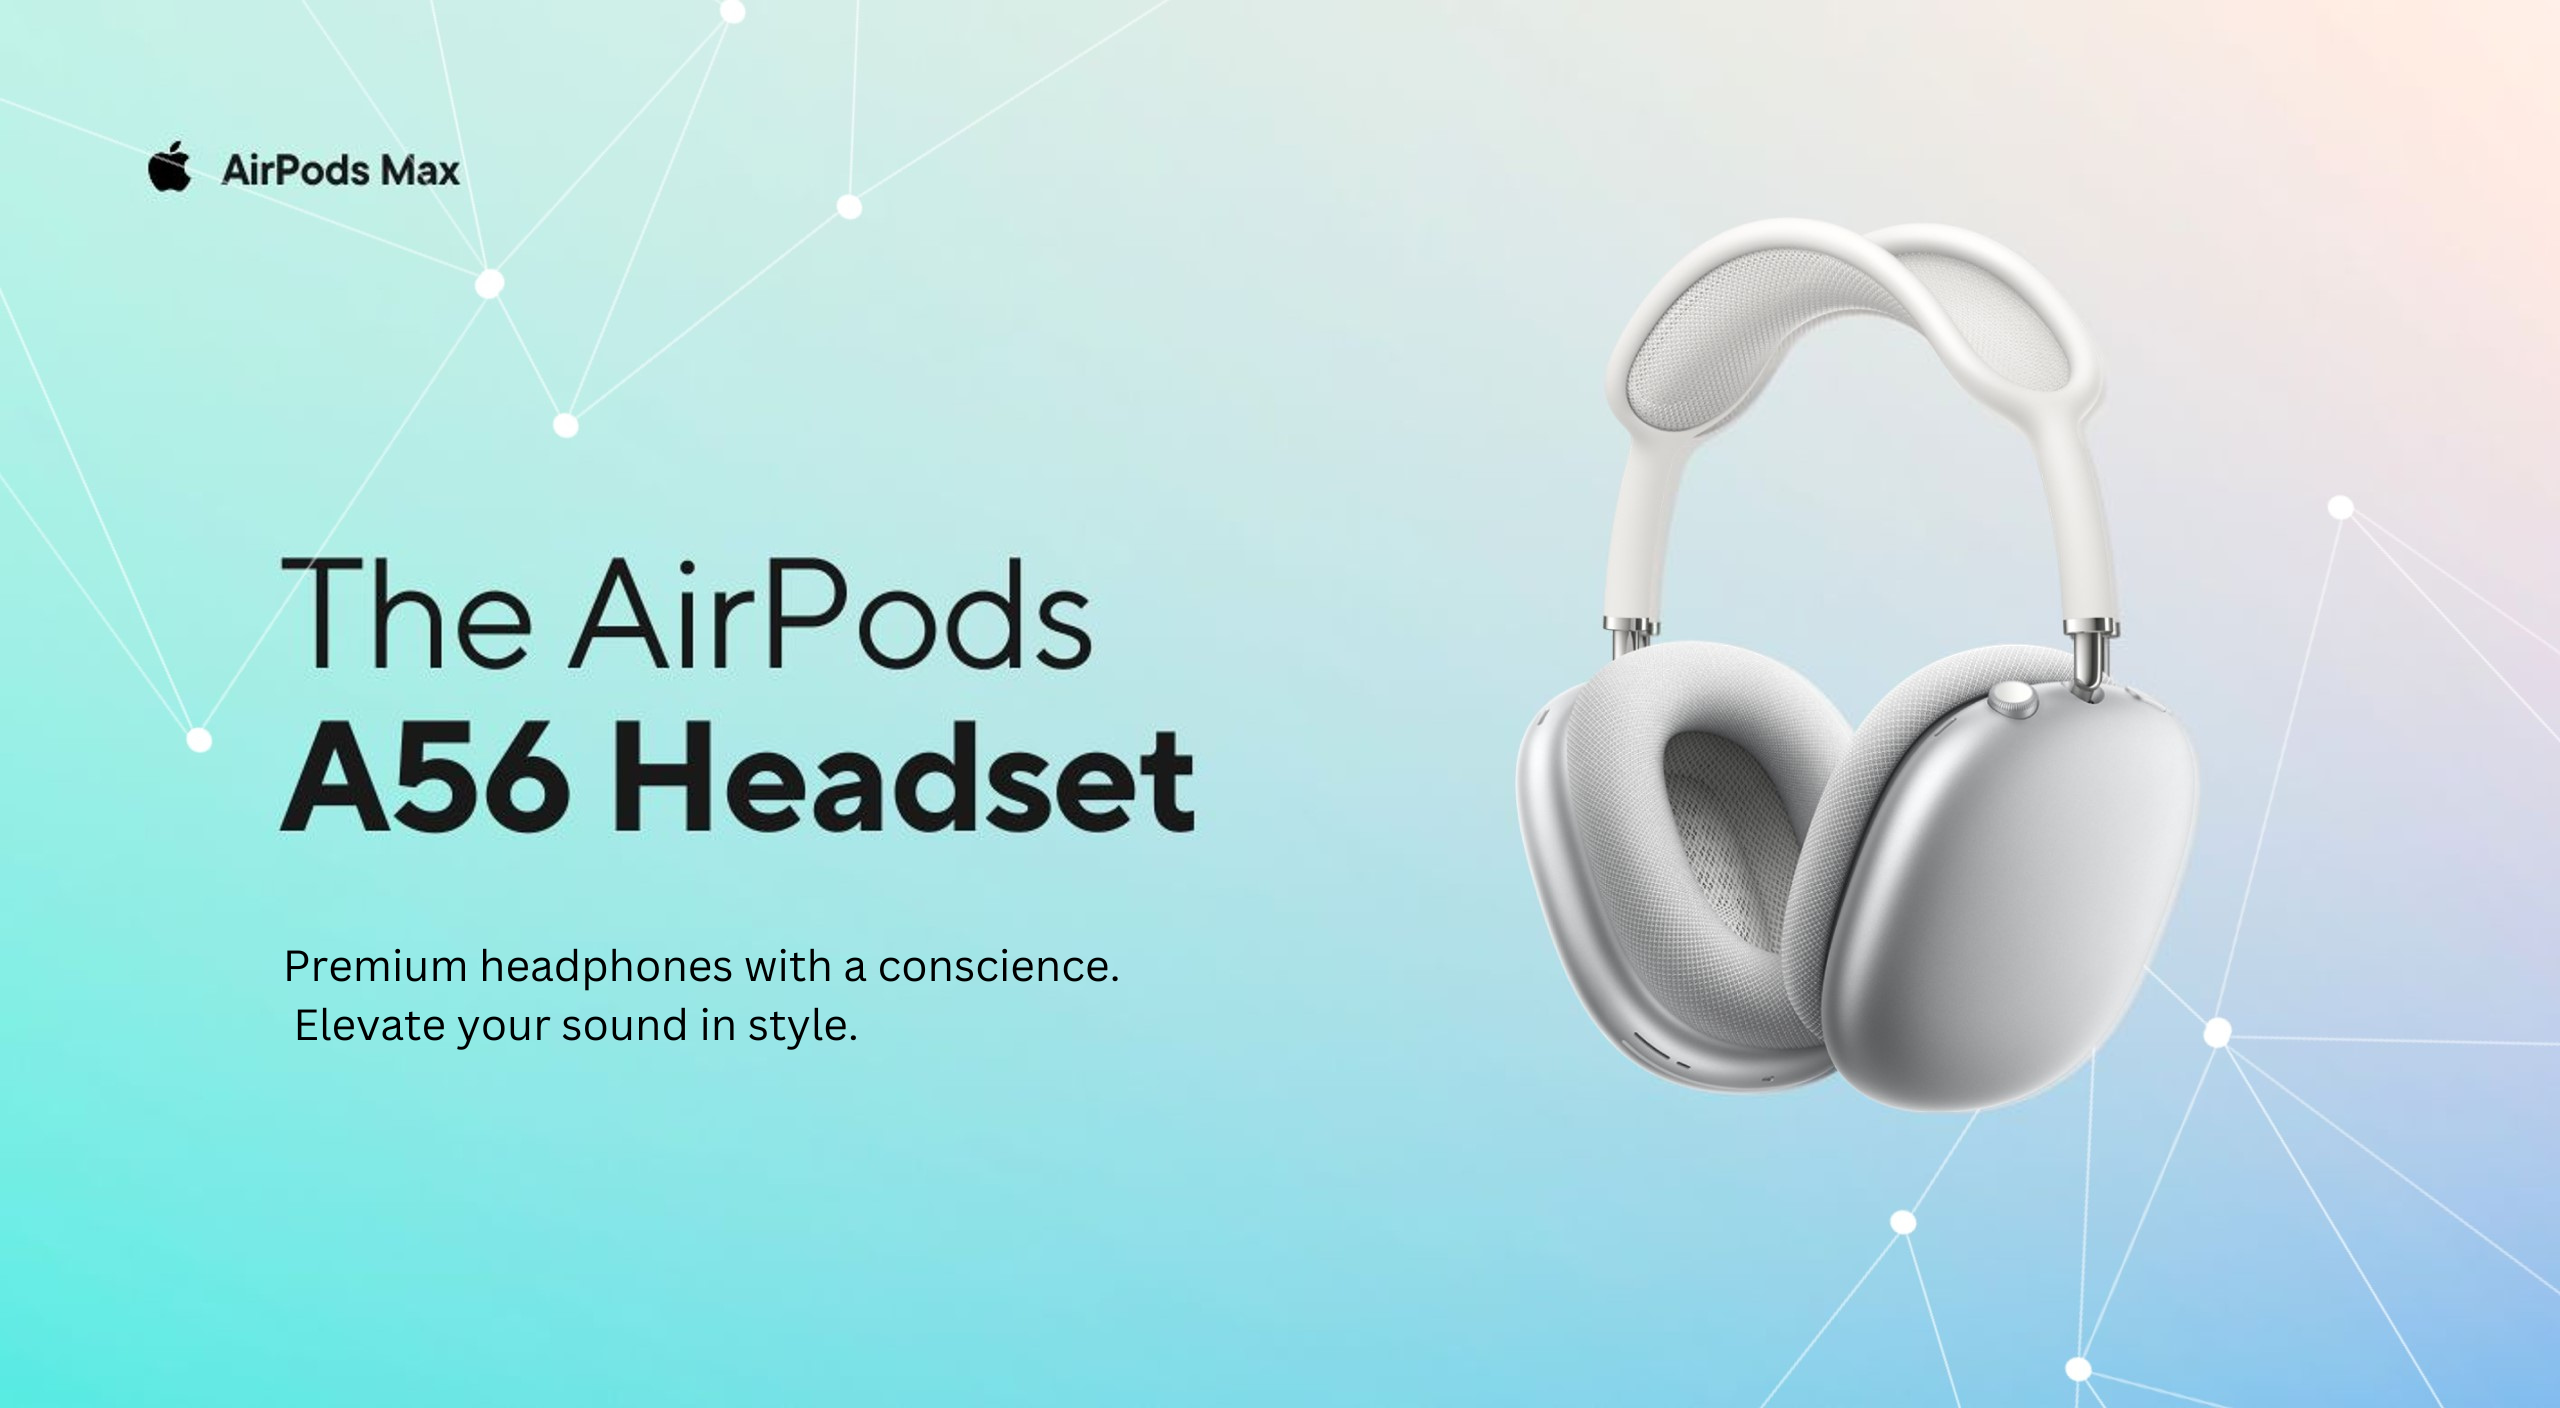 AirPods Max
The AirPods
A56 Headset
Premium headphones with a conscience.
Elevate your sound in style.